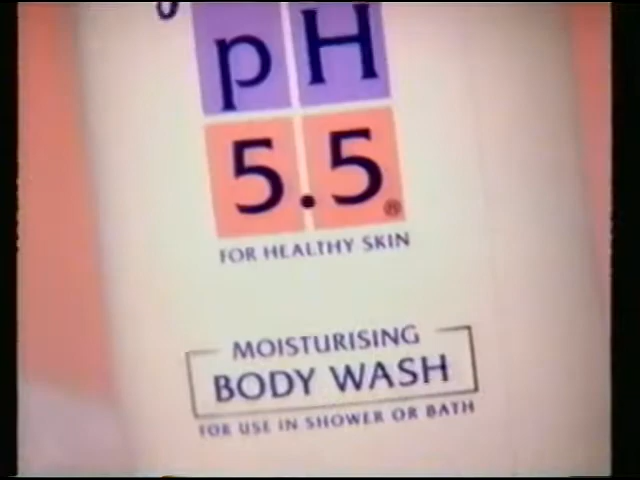 pH
5.5®
FOR HEALTHY SKIN
MOISTURISING
BODY WASH
FOR USE IN SHOWER OR BATH